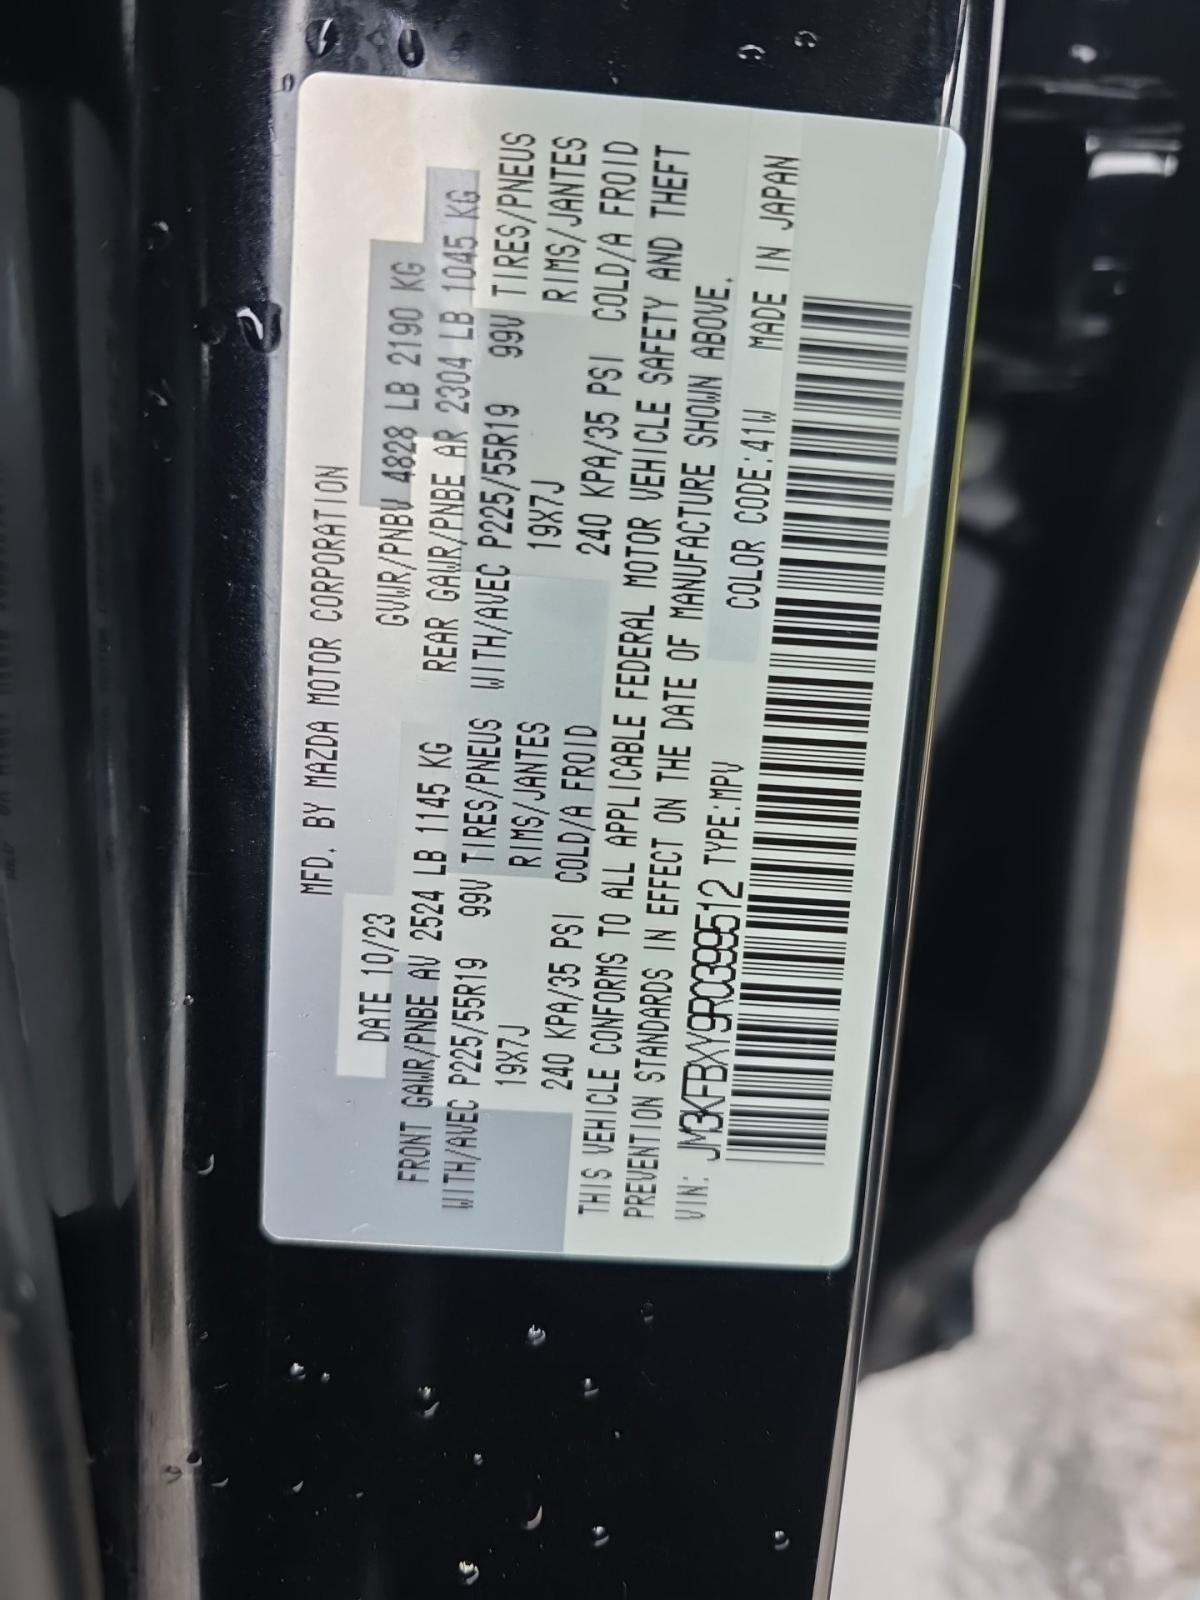 MFD. BY MAZDA MOTOR CORPORATION
DATE 10/23 GVWR/PNBV 4828 LB 2190 KG
FRONT GAWR/PNBE AV 2524 LB 1145 KG REAR GAWR/PNBE AR 2304 LB 1045 KG
WITH/AVEC P225/55R19 99V TIRES/PNEUS WITH/AVEC P225/55R19 99V TIRES/PNEUS
19X7J RIMS/JANTES 19X7J RIMS/JANTES
240 KPA/35 PSI COLD/A FROID 240 KPA/35 PSI COLD/A FROID
THIS VEHICLE CONFORMS TO ALL APPLICABLE FEDERAL MOTOR VEHICLE SAFETY AND THEFT
PREVENTION STANDARDS IN EFFECT ON THE DATE OF MANUFACTURE SHOWN ABOVE.
VIN: JM3KFBXY9R0399512 TYPE:MPV COLOR CODE:41W MADE IN JAPAN